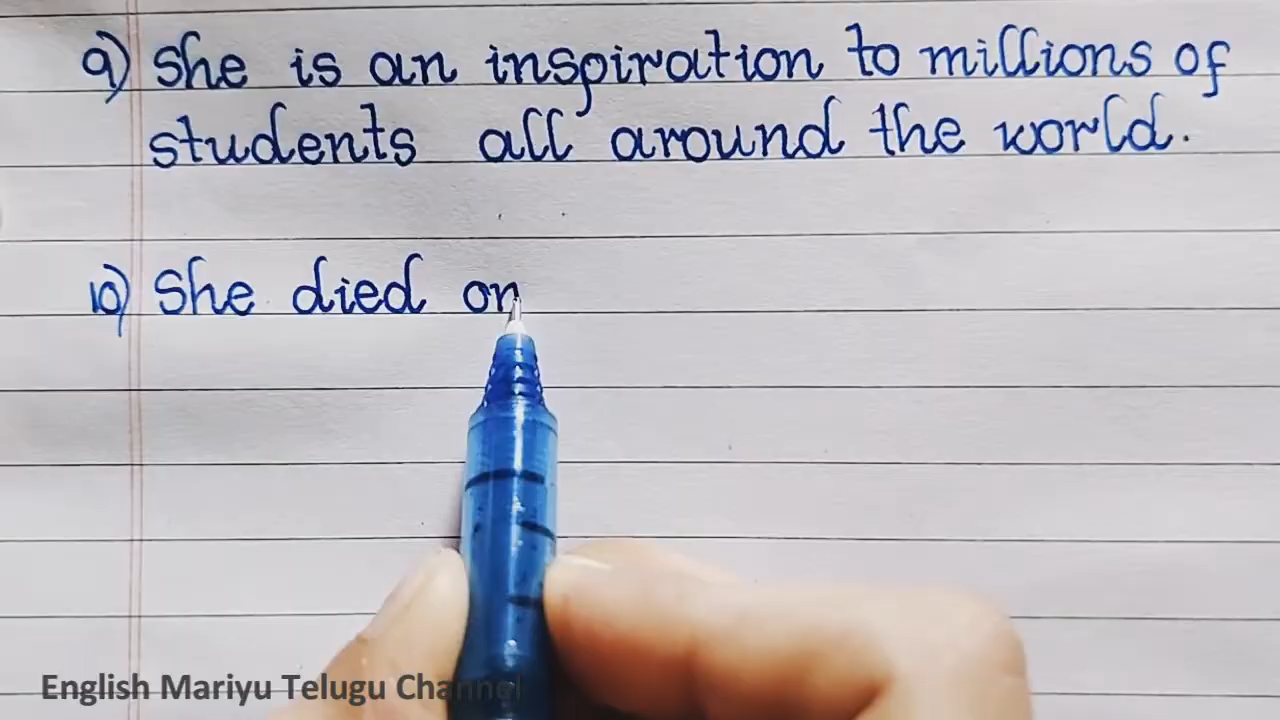 9) She is an inspiration to millions of
students all around the world.
10) She died on
English Mariyu Telugu Channel